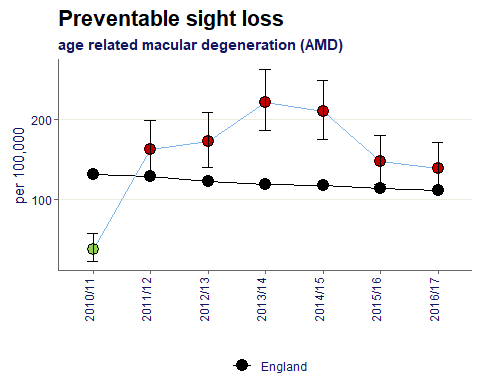 Preventable sight loss
age related macular degeneration (AMD)
per 100,000
200
100
2010/11
2011/12
2012/13
2013/14
2014/15
2015/16
2016/17
England